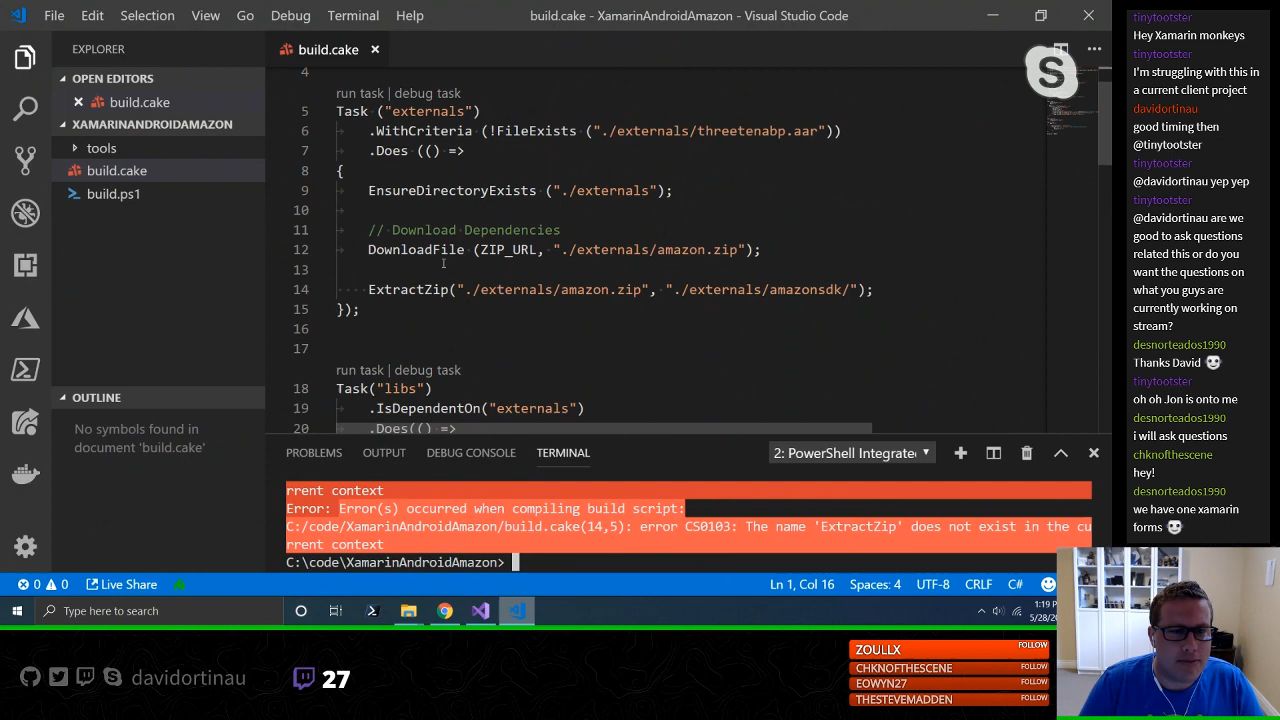 File Edit Selection View Go Debug Terminal Help
build.cake - XamarinAndroidAmazon - Visual Studio Code
EXPLORER
OPEN EDITORS
build.cake
XAMARINANDROIDAMAZON
tools
build.cake
build.ps1
OUTLINE
No symbols found in
document 'build.cake'
build.cake
4
run task | debug task
5 Task ("externals")
6 .WithCriteria (!FileExists ("./externals/threetenabp.aar"))
7 .Does (() =>
8 {
9 EnsureDirectoryExists ("./externals");
10
11 // Download Dependencies
12 DownloadFile (ZIP_URL, "./externals/amazon.zip");
13
14 ExtractZip("./externals/amazon.zip", "./externals/amazonsdk/");
15 });
16
17
run task | debug task
18 Task("libs")
19 .IsDependentOn("externals")
20 .Does(() =>
PROBLEMS OUTPUT DEBUG CONSOLE TERMINAL
2: PowerShell Integrate
rrent context
Error: Error(s) occurred when compiling build script:
C:/code/XamarinAndroidAmazon/build.cake(14,5): error CS0103: The name 'ExtractZip' does not exist in the cu
rrent context
C:\code\XamarinAndroidAmazon>
0 0 Live Share
Ln 1, Col 16 Spaces: 4 UTF-8 CRLF C#
Type here to search
1:19 PM
5/28/20
davidortinau
27
ZOULLX FOLLOW
CHKNOFTHESCENE FOLLOW
EOWYN27 FOLLOW
THESTEVEMADDEN FOLLOW
tinytootster
Hey Xamarin monkeys
tinytootster
I'm struggling with this in
a current client project
davidortinau
good timing then
@tinytootster
tinytootster
@davidortinau yep yep
tinytootster
@davidortinau are we
good to ask questions
related this or do you
want the questions on
what you guys are
currently working on
stream?
desnorteados1990
Thanks David
tinytootster
oh oh Jon is onto me
desnorteados1990
i will ask questions
chknofthescene
hey!
desnorteados1990
we have one xamarin
forms